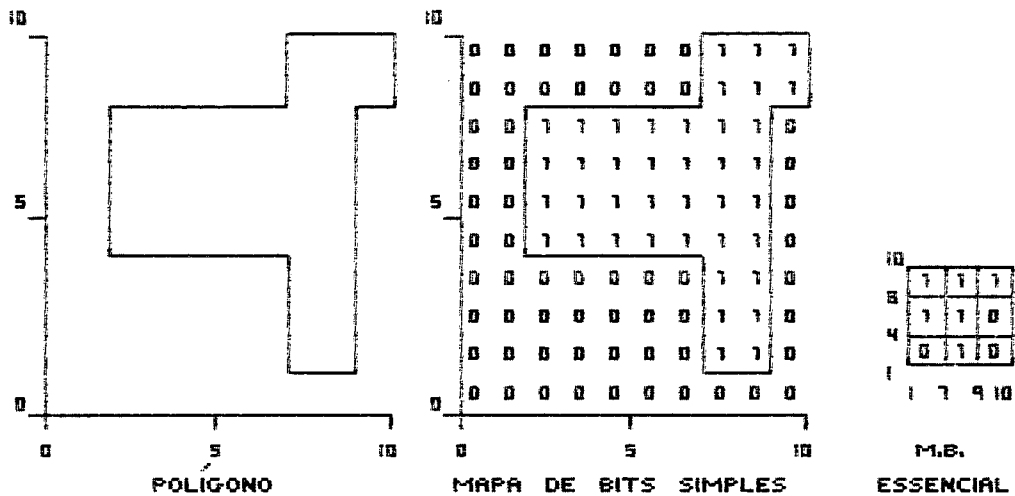 10
5
0
0 5 10
POLÍGONO
10
0 0 0 0 0 0 0 1 1 1
0 0 0 0 0 0 0 1 1 1
0 0 1 1 1 1 1 1 1 0
0 0 1 1 1 1 1 1 1 0
5 0 0 1 1 1 1 1 1 1 0
0 0 1 1 1 1 1 1 1 0
0 0 0 0 0 0 0 1 1 0
0 0 0 0 0 0 0 1 1 0
0 0 0 0 0 0 0 1 1 0
0 0 0 0 0 0 0 0 0 0
0
0 5 10
MAPA DE BITS SIMPLES
10
1 1 1
8
1 1 0
4
0 1 0
1
1 7 9 10
M.B.
ESSENCIAL